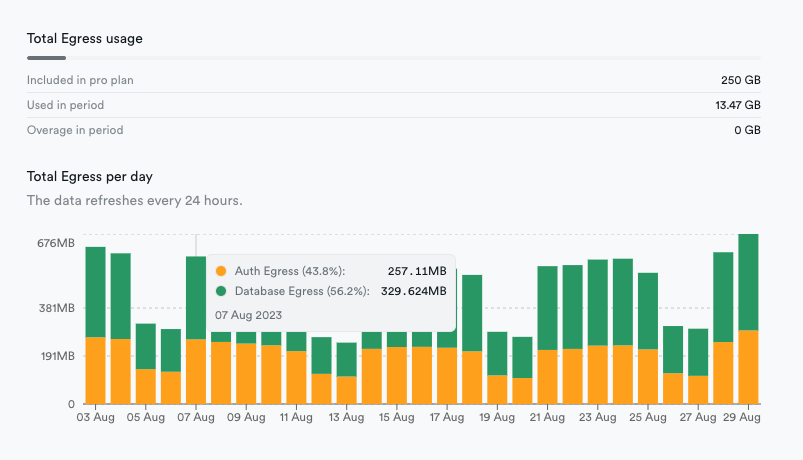 Total Egress usage
Included in pro plan 250 GB
Used in period 13.47 GB
Overage in period 0 GB
Total Egress per day
The data refreshes every 24 hours.
676MB
381MB
191MB
0
Auth Egress (43.8%): 257.11MB
Database Egress (56.2%): 329.624MB
07 Aug 2023
03 Aug 05 Aug 07 Aug 09 Aug 11 Aug 13 Aug 15 Aug 17 Aug 19 Aug 21 Aug 23 Aug 25 Aug 27 Aug 29 Aug